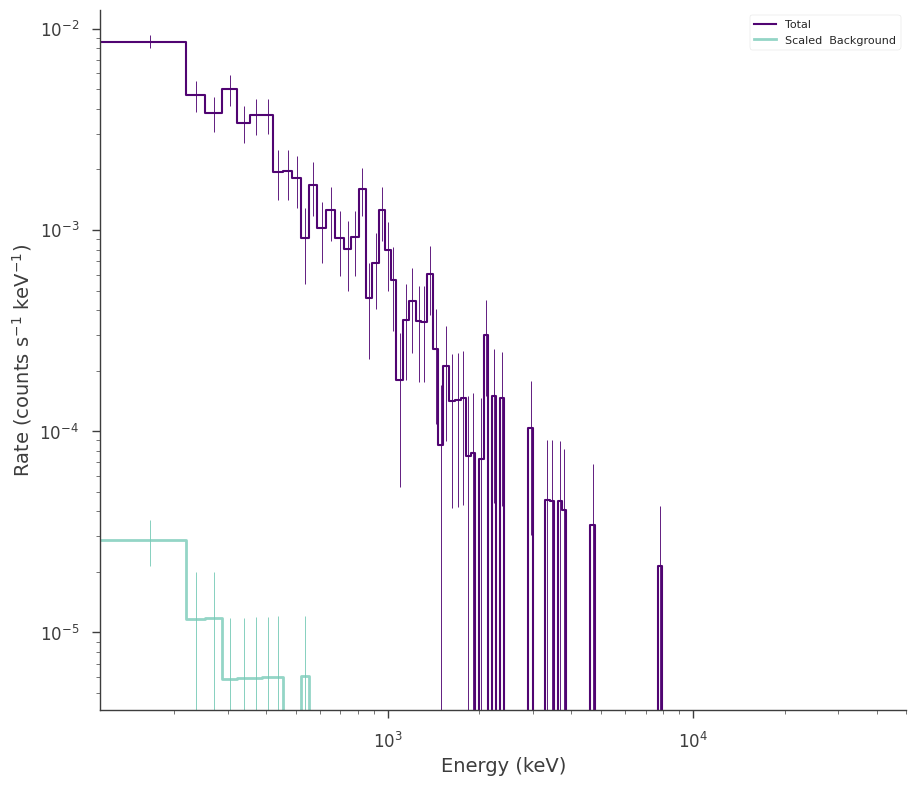 Total
Scaled  Background
Rate (counts s⁻¹ keV⁻¹)
10⁻²
10⁻³
10⁻⁴
10⁻⁵
10³
10⁴
Energy (keV)